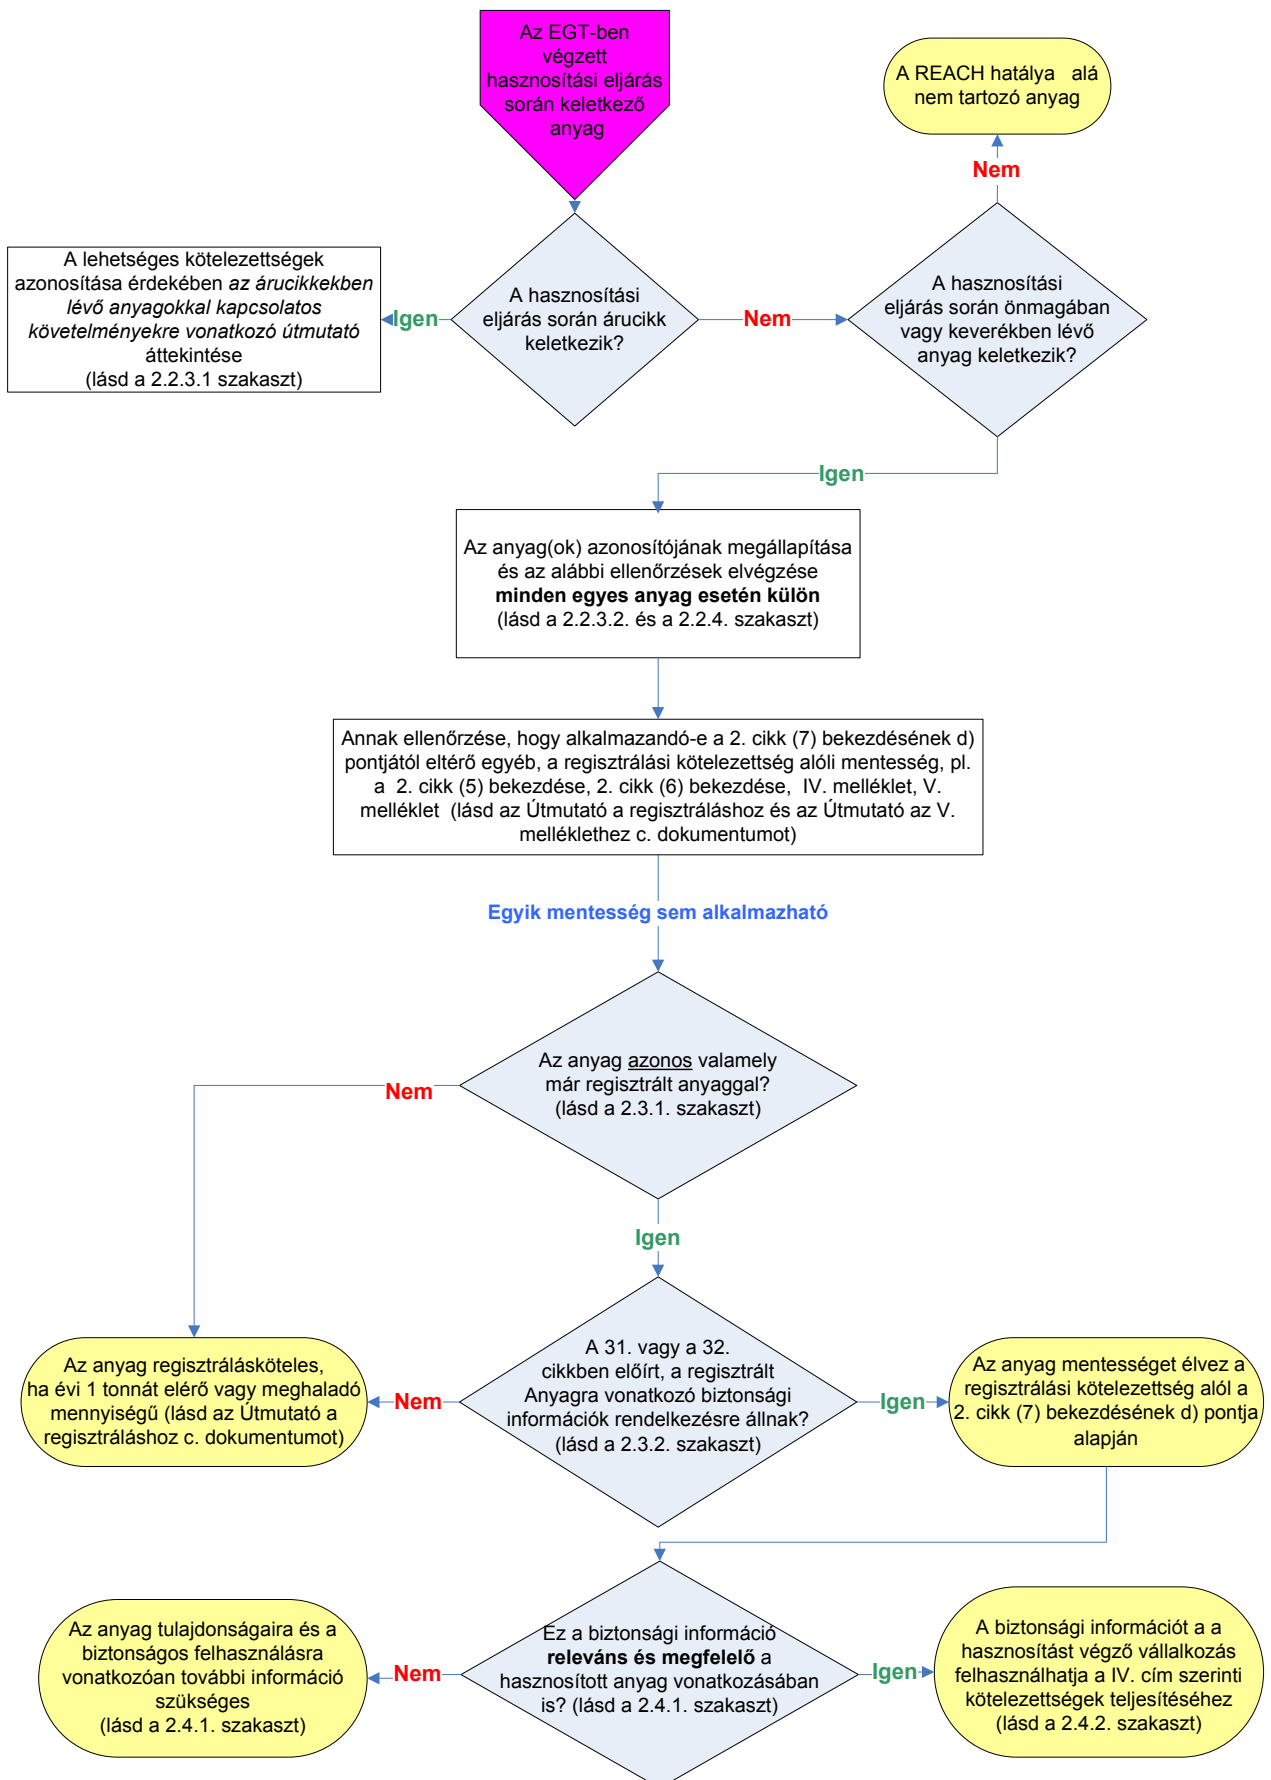 Az EGT-ben
végzett
hasznosítási eljárás
során keletkező
anyag
A REACH hatálya alá
nem tartozó anyag
Nem
A lehetséges kötelezettségek
azonosítása érdekében az árucikkekben
lévő anyagokkal kapcsolatos
követelményekre vonatkozó útmutató
áttekintése
(lásd a 2.2.3.1 szakaszt)
Igen
A hasznosítási
eljárás során árucikk
keletkezik?
Nem
A hasznosítási
eljárás során önmagában
vagy keverékben lévő
anyag keletkezik?
Igen
Az anyag(ok) azonosítójának megállapítása
és az alábbi ellenőrzések elvégzése
minden egyes anyag esetén külön
(lásd a 2.2.3.2. és a 2.2.4. szakaszt)
Annak ellenőrzése, hogy alkalmazandó-e a 2. cikk (7) bekezdésének d)
pontjától eltérő egyéb, a regisztrálási kötelezettség alóli mentesség, pl.
a 2. cikk (5) bekezdése, 2. cikk (6) bekezdése, IV. melléklet, V.
melléklet (lásd az Útmutató a regisztráláshoz és az Útmutató az V.
melléklethez c. dokumentumot)
Egyik mentesség sem alkalmazható
Az anyag azonos valamely
már regisztrált anyaggal?
(lásd a 2.3.1. szakaszt)
Nem
Igen
Az anyag regisztrálásköteles,
ha évi 1 tonnát elérő vagy meghaladó
mennyiségű (lásd az Útmutató a
regisztráláshoz c. dokumentumot)
Nem
A 31. vagy a 32.
cikkben előírt, a regisztrált
Anyagra vonatkozó biztonsági
információk rendelkezésre állnak?
(lásd a 2.3.2. szakaszt)
Igen
Az anyag mentességet élvez a
regisztrálási kötelezettség alól a
2. cikk (7) bekezdésének d) pontja
alapján
Az anyag tulajdonságaira és a
biztonságos felhasználásra
vonatkozóan további információ
szükséges
(lásd a 2.4.1. szakaszt)
Nem
Ez a biztonsági információ
releváns és megfelelő a
hasznosított anyag vonatkozásában
is? (lásd a 2.4.1. szakaszt)
Igen
A biztonsági információt a a
hasznosítást végző vállalkozás
felhasználhatja a IV. cím szerinti
kötelezettségek teljesítéséhez
(lásd a 2.4.2. szakaszt)